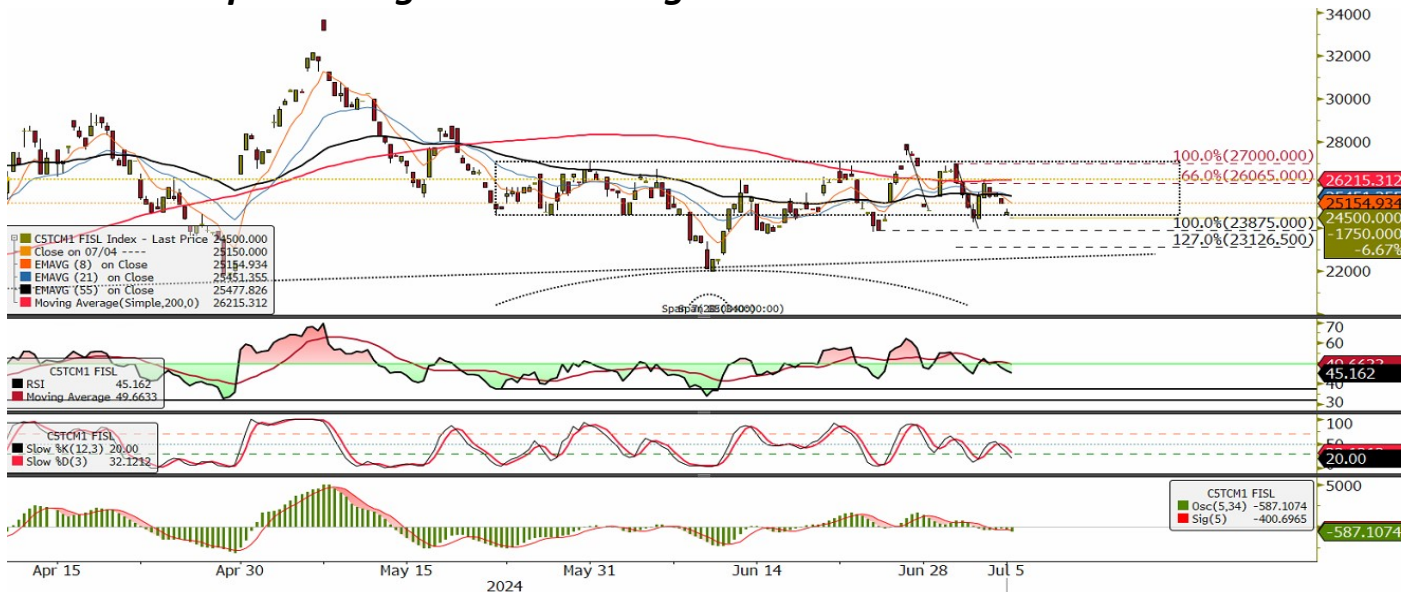 34000
32000
30000
28000
100.0%(27000.000)
66.0%(26065.000)
26215.312
25154.934
24500.000
-1750.000
-6.67%
100.0%(23875.000)
127.0%(23126.500)
22000
C5TCM1 FISL Index - Last Price 24500.000
Close on 07/04 ---- 25150.000
EMAVG (8) on Close 25154.934
EMAVG (21) on Close 25451.355
EMAVG (55) on Close 25477.826
Moving Average(Simple,200,0) 26215.312
70
60
45.162
40
30
C5TCM1 FISL
RSI 45.162
Moving Average 49.6633
100
50
20.00
0
C5TCM1 FISL
Slow %K(12,3) 20.00
Slow %D(3) 32.1212
5000
-587.1074
C5TCM1 FISL
Osc(5,34) -587.1074
Sig(5) -400.6965
Apr 15 Apr 30 May 15 May 31 Jun 14 Jun 28 Jul 5
2024